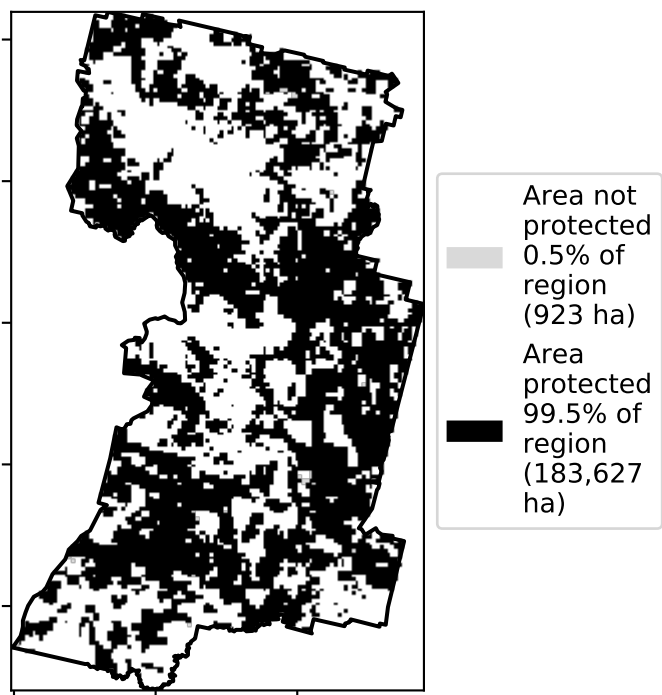 Area not
protected
0.5% of
region
(923 ha)
Area
protected
99.5% of
region
(183,627
ha)